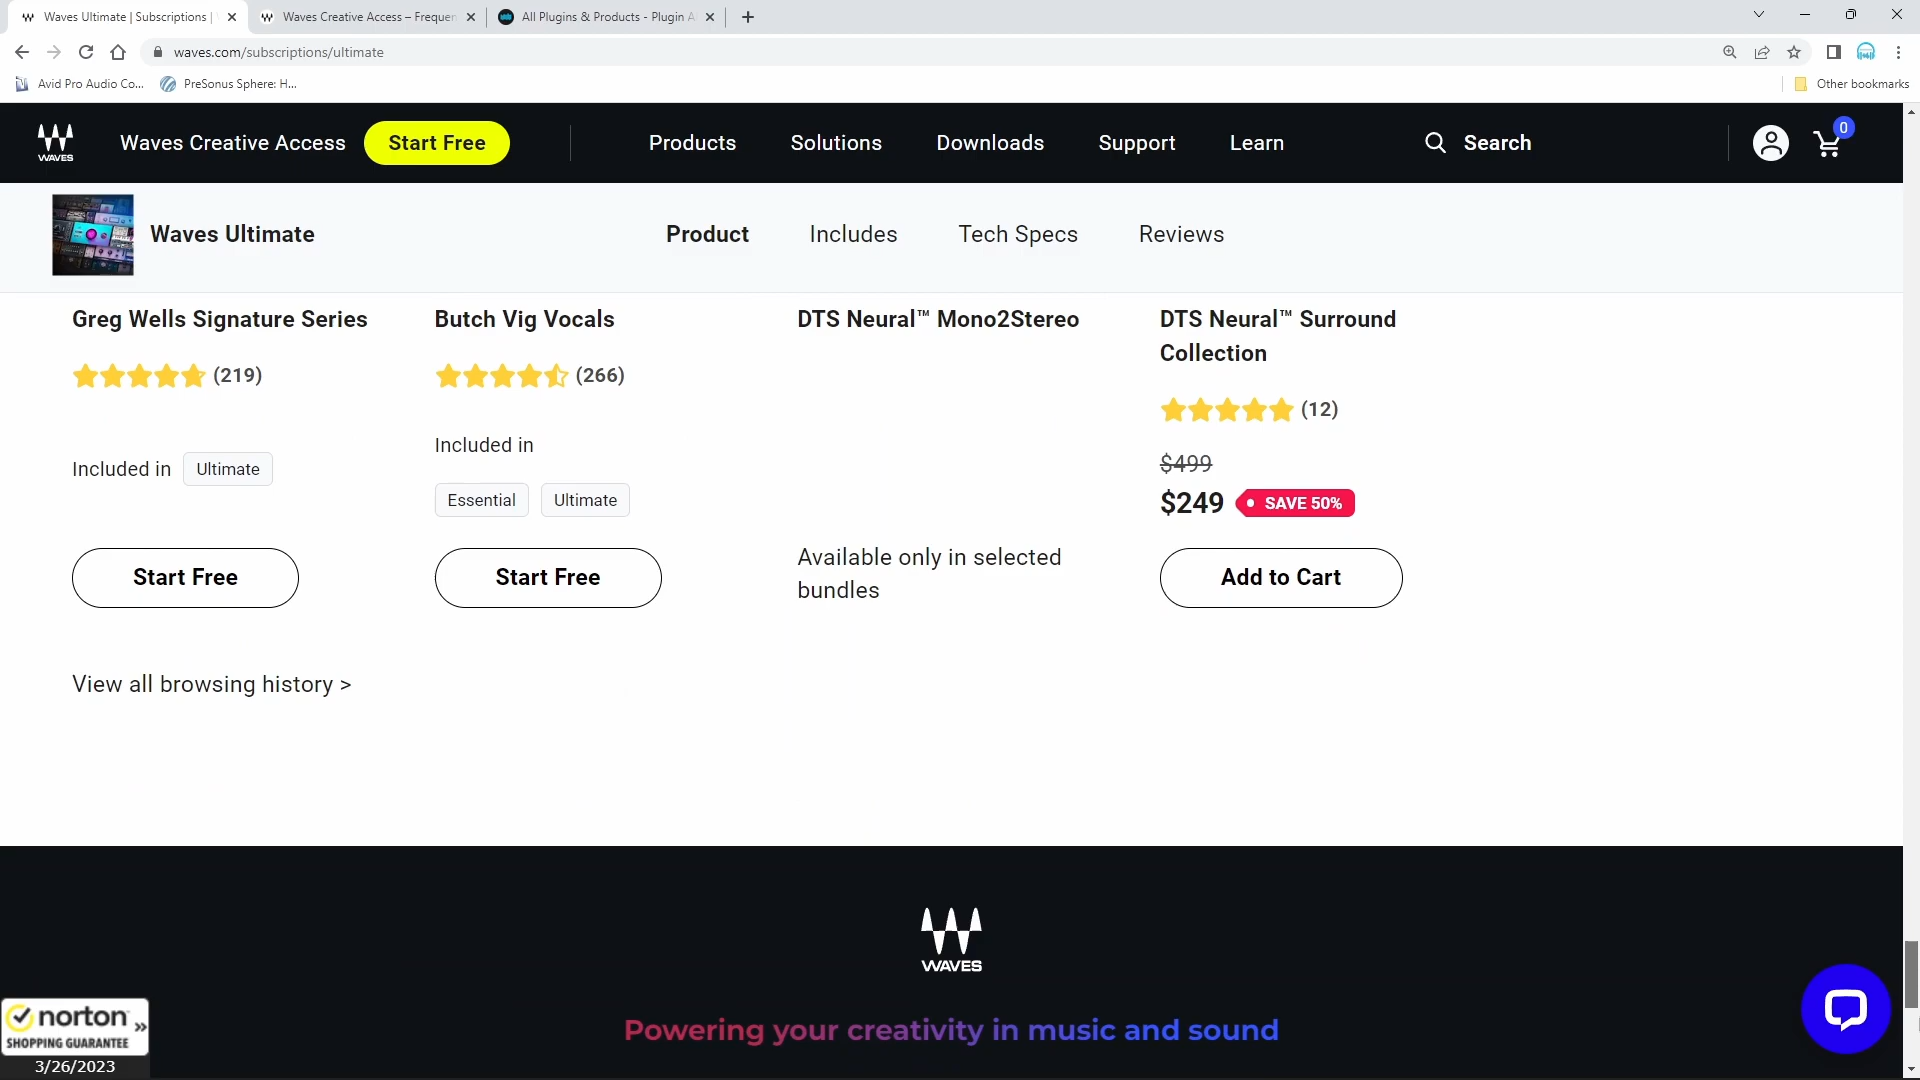 Waves Ultimate | Subscriptions |
Waves Creative Access – Frequen
All Plugins & Products - Plugin A
waves.com/subscriptions/ultimate
Avid Pro Audio Co...
PreSonus Sphere: H...
Other bookmarks
WAVES
Waves Creative Access
Start Free
Products
Solutions
Downloads
Support
Learn
Search
0
Waves Ultimate
Product
Includes
Tech Specs
Reviews
Greg Wells Signature Series
(219)
Included in Ultimate
Start Free
Butch Vig Vocals
(266)
Included in
Essential
Ultimate
Start Free
DTS Neural™ Mono2Stereo
Available only in selected
bundles
DTS Neural™ Surround
Collection
(12)
$499
$249 SAVE 50%
Add to Cart
View all browsing history >
WAVES
Powering your creativity in music and sound
norton »
SHOPPING GUARANTEE
3/26/2023